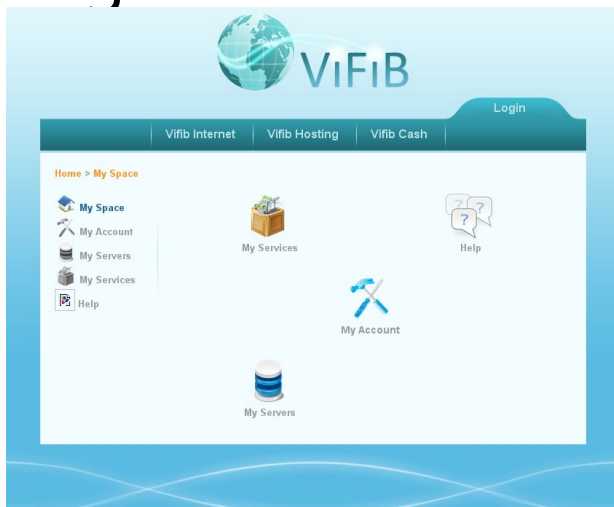 ViFiB
Login
Vifib Internet
Vifib Hosting
Vifib Cash
Home > My Space
My Space
My Account
My Servers
My Services
Help
My Services
Help
? ?
?
My Account
My Servers